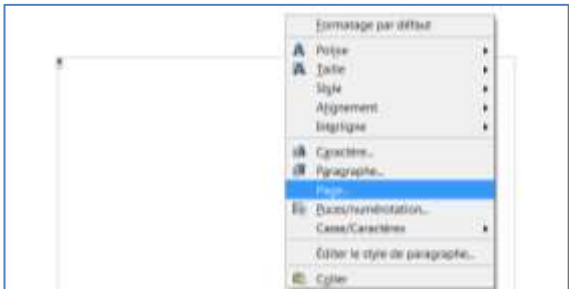 Formatage par défaut
Police
Taille
Style
Alignement
Interligne
Caractère...
Paragraphe...
Page...
Puces/numérotation...
Casse/Caractères
Éditer le style de paragraphe...
Coller